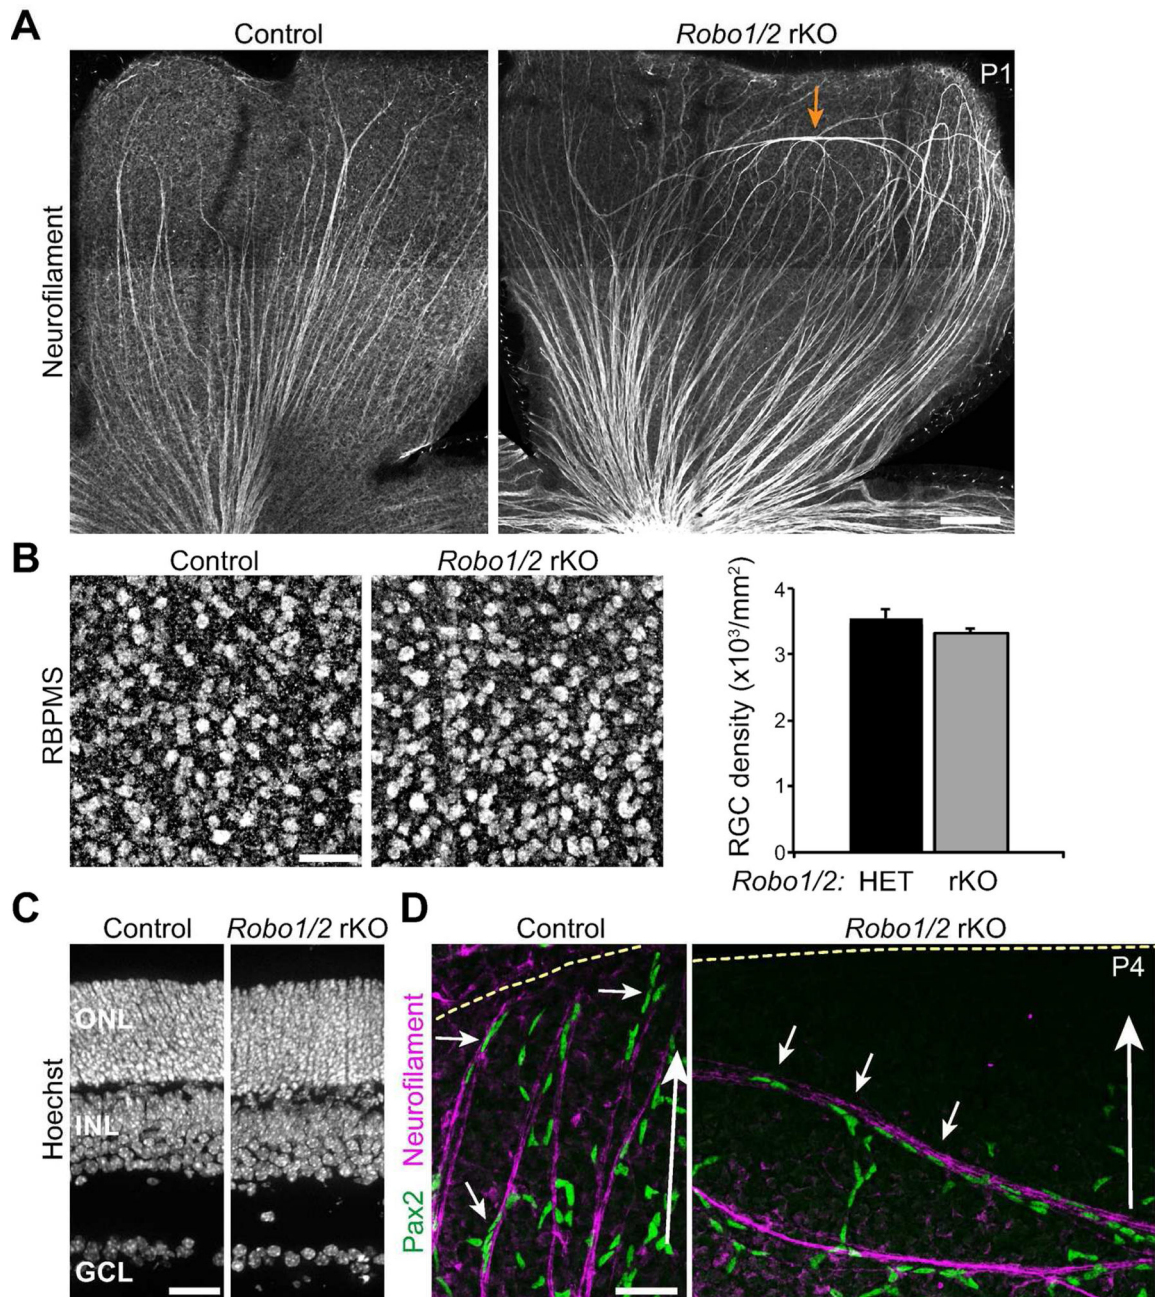 A
Control
Robo1/2 rKO
P1
Neurofilament
B
Control
Robo1/2 rKO
RBPMS
RGC density (x10³/mm²)
4
3
2
1
0
Robo1/2: HET rKO
C
Control
Robo1/2 rKO
Hoechst
ONL
INL
GCL
D
Control
Robo1/2 rKO
P4
Pax2 Neurofilament